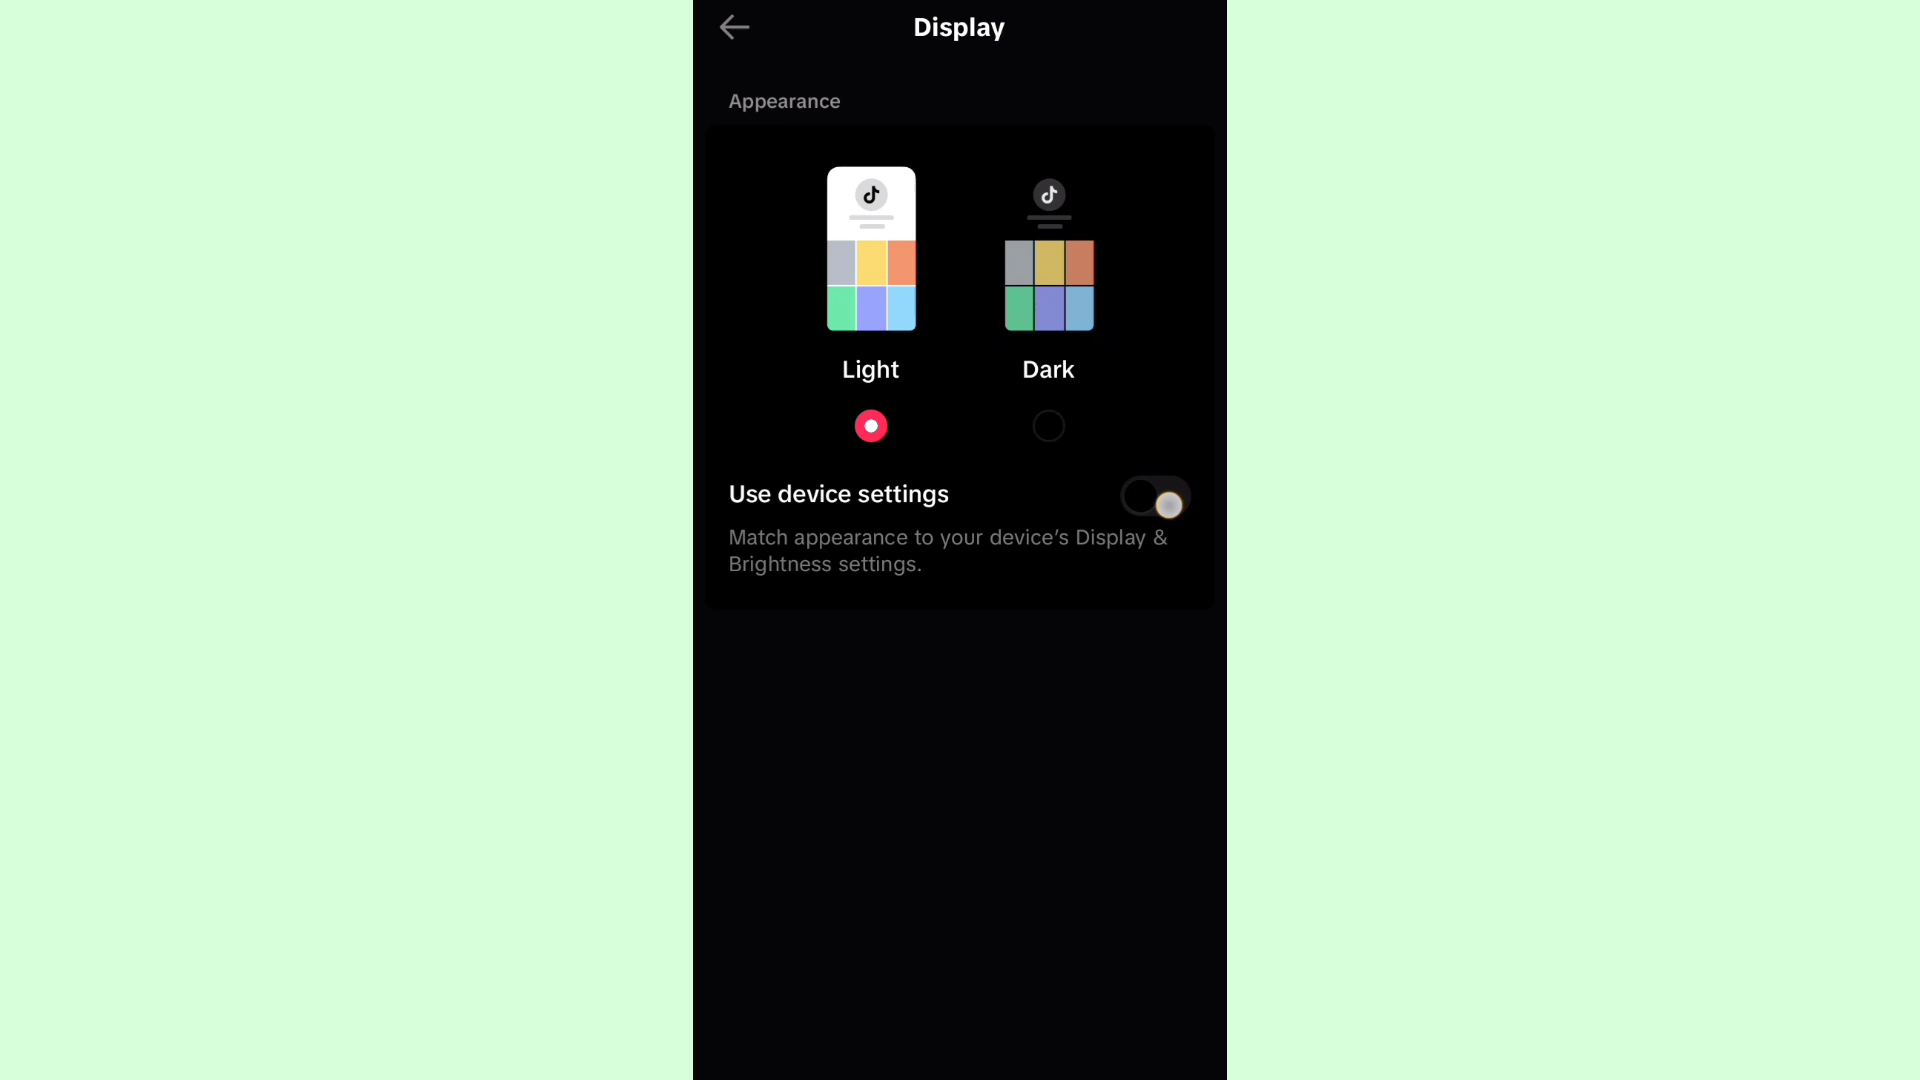 Display
Appearance
Light
Dark
Use device settings
Match appearance to your device’s Display &
Brightness settings.